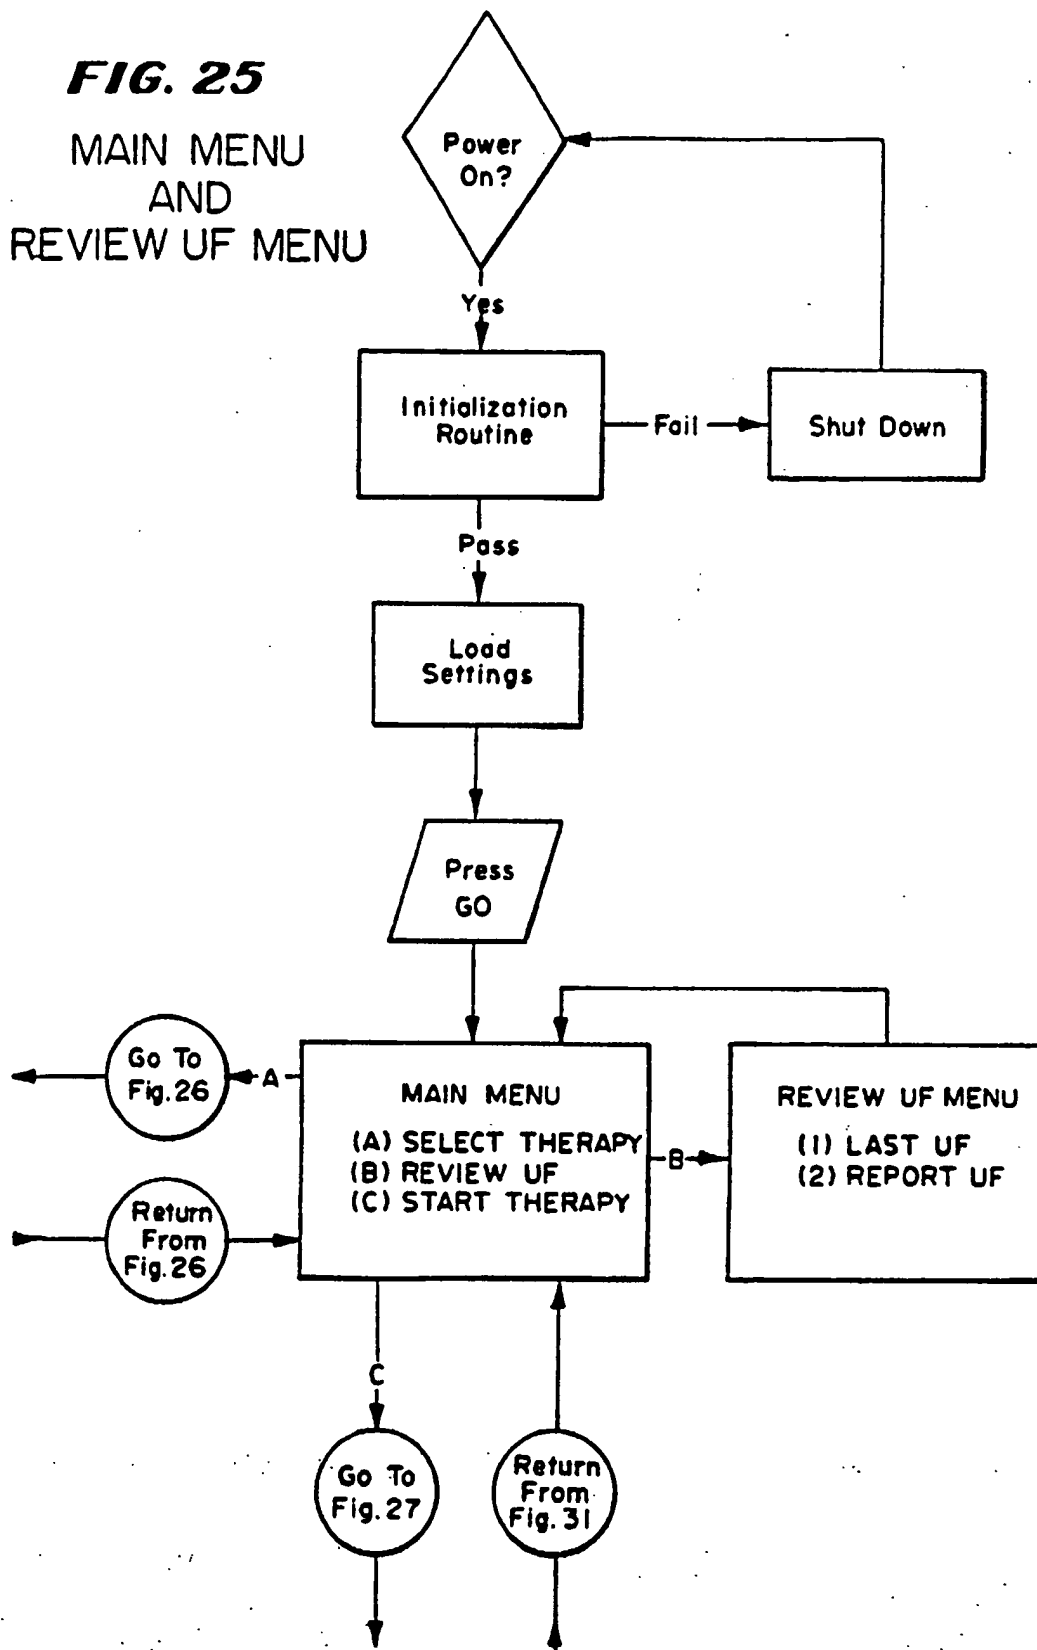 FIG. 25
MAIN MENU
AND
REVIEW UF MENU
Power
On?
Yes
Initialization
Routine
Fail
Shut Down
Pass
Load
Settings
Press
GO
Go To
Fig. 26
A
MAIN MENU
(A) SELECT THERAPY
(B) REVIEW UF
(C) START THERAPY
B
REVIEW UF MENU
(1) LAST UF
(2) REPORT UF
Return
From
Fig. 26
C
Go To
Fig. 27
Return
From
Fig. 31